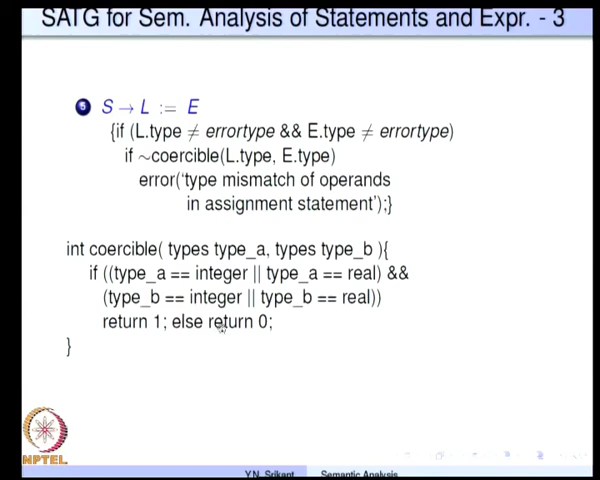 SATG for Sem. Analysis of Statements and Expr. - 3
5 S → L := E
{if (L.type ≠ errortype && E.type ≠ errortype)
if ~coercible(L.type, E.type)
error('type mismatch of operands
in assignment statement');}
int coercible( types type_a, types type_b ){
if ((type_a == integer || type_a == real) &&
(type_b == integer || type_b == real))
return 1; else return 0;
}
NPTEL
Y.N. Srikant Semantic Analysis